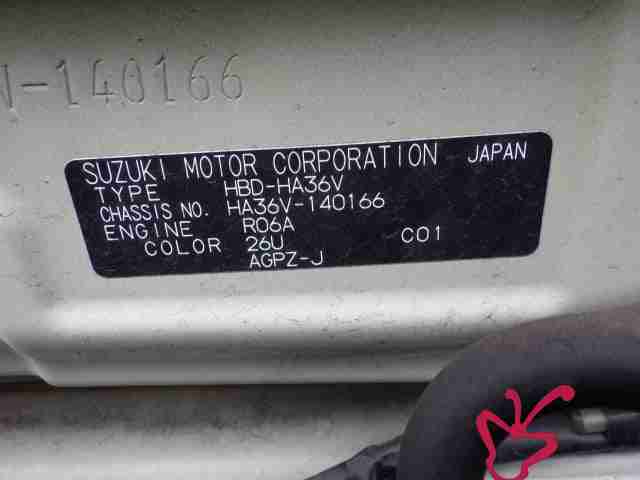 V-140166
SUZUKI MOTOR CORPORATION JAPAN
TYPE HBD-HA36V
CHASSIS NO. HA36V-140166
ENGINE R06A
COLOR 26U C01
AGPZ-J